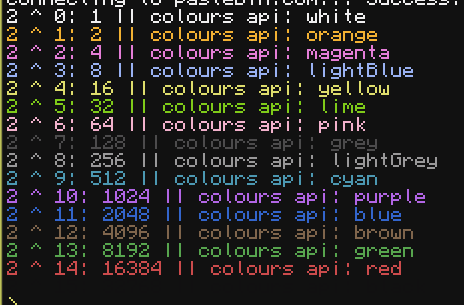 connecting to pastebin.com... Success.
2 ^ 0: 1 || colours api: white
2 ^ 1: 2 || colours api: orange
2 ^ 2: 4 || colours api: magenta
2 ^ 3: 8 || colours api: lightBlue
2 ^ 4: 16 || colours api: yellow
2 ^ 5: 32 || colours api: lime
2 ^ 6: 64 || colours api: pink
2 ^ 7: 128 || colours api: grey
2 ^ 8: 256 || colours api: lightGrey
2 ^ 9: 512 || colours api: cyan
2 ^ 10: 1024 || colours api: purple
2 ^ 11: 2048 || colours api: blue
2 ^ 12: 4096 || colours api: brown
2 ^ 13: 8192 || colours api: green
2 ^ 14: 16384 || colours api: red